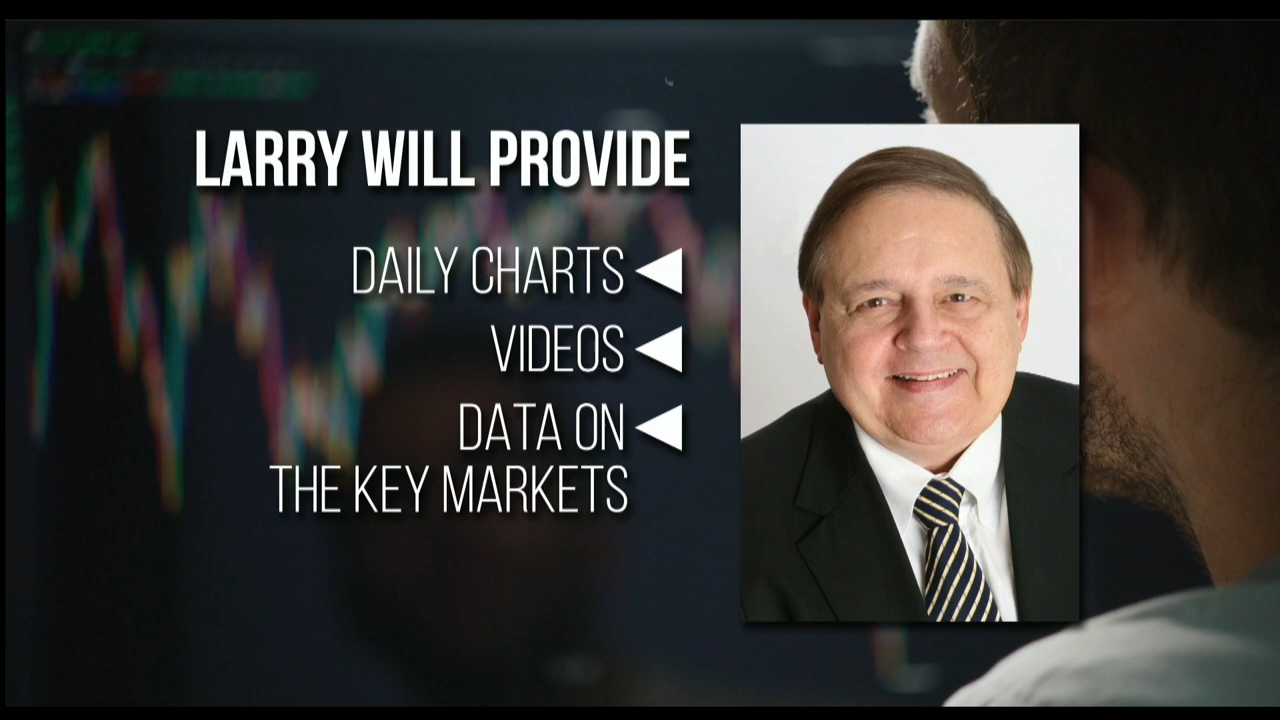 LARRY WILL PROVIDE
DAILY CHARTS
VIDEOS
DATA ON
THE KEY MARKETS